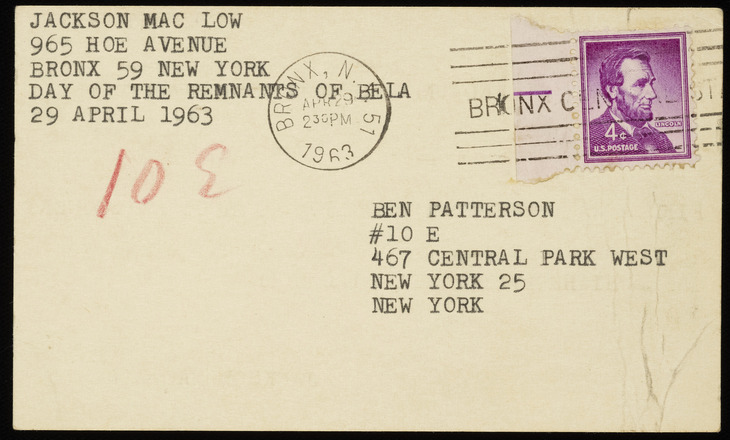 JACKSON MAC LOW
965 HOE AVENUE
BRONX 59 NEW YORK
DAY OF THE REMNANTS OF BELA
29 APRIL 1963
BRONX, N.
57
APR 29
230PM
1963
BRONX
4¢
LINCOLN
U.S. POSTAGE
10 E
BEN PATTERSON
#10 E
467 CENTRAL PARK WEST
NEW YORK 25
NEW YORK